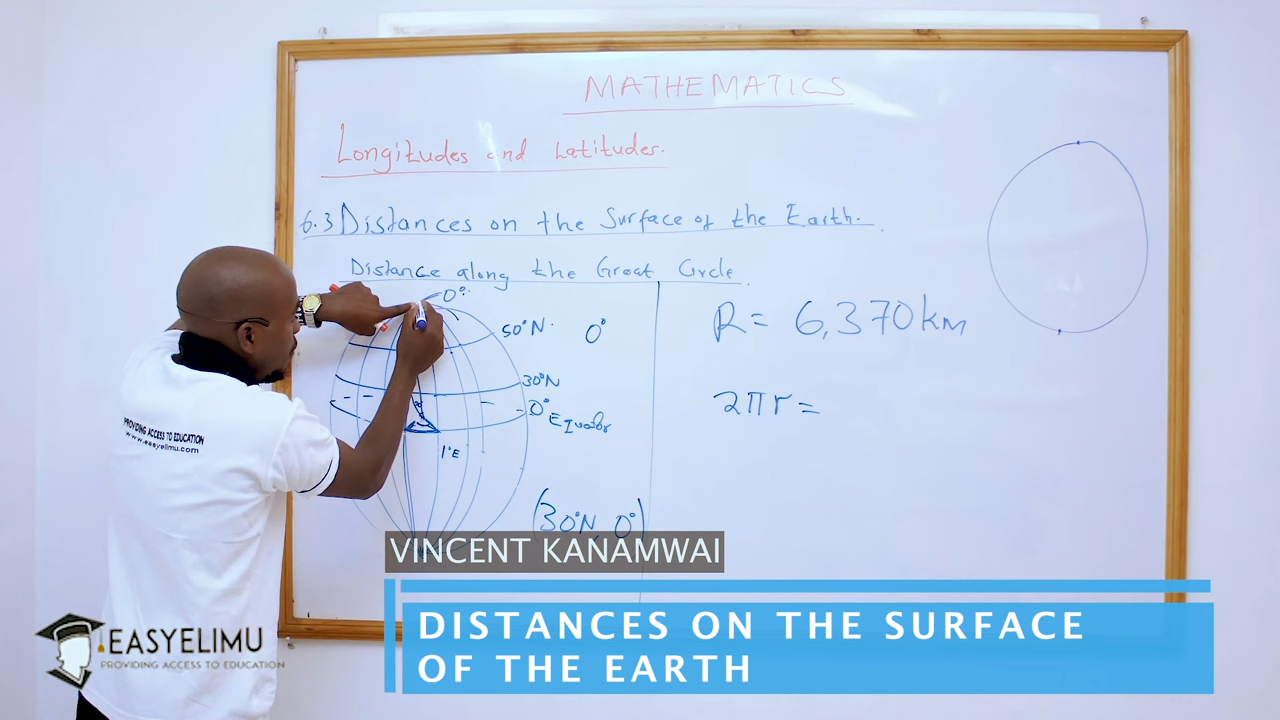 MATHEMATICS
Longitudes and Latitudes.
6.3 Distances on the Surface of the Earth.
Distance along the Great Circle.
0°
50°N
0°
30°N
0° Equator
1°E
(30°N, 0°)
R = 6,370km
2πr =
PROVIDING ACCESS TO EDUCATION
www.easyelimu.com
VINCENT KANAMWAI
DISTANCES ON THE SURFACE
OF THE EARTH
EASYELIMU
PROVIDING ACCESS TO EDUCATION